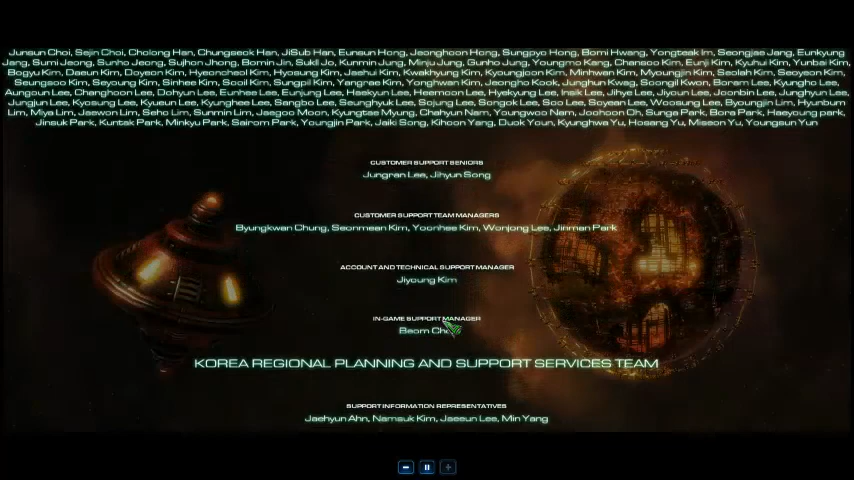 Junsun Choi, Sejin Choi, Cholong Han, Chungseok Han, JiSub Han, Eunsun Hong, Jeonghoon Hong, Sungpyo Hong, Bomi Hwang, Yongteak Im, Seongjae Jang, Eunkyung
Jang, Sumi Jeong, Sunho Jeong, Sujhon Jhong, Bomin Jin, Sukil Jo, Kunmin Jung, Minju Jung, Gunho Jung, Youngmo Kang, Chansoo Kim, Eunji Kim, Kyuhui Kim, Yunbai Kim,
Bogyu Kim, Daeun Kim, Doyeon Kim, Hyeoncheol Kim, Hyosung Kim, Jaehui Kim, Kwakhyung Kim, Kyoungjoon Kim, Minhwan Kim, Myoungjin Kim, Seolah Kim, Seoyeon Kim,
Seungsoo Kim, Seyoung Kim, Sinhee Kim, Sooil Kim, Sungpil Kim, Yangrae Kim, Yonghwan Kim, Jeongho Kook, Junghun Kwag, Soongil Kwon, Boram Lee, Kyungho Lee,
Aungoun Lee, Changhoon Lee, Dohyun Lee, Eunhee Lee, Eunjung Lee, Haekyun Lee, Heemoon Lee, Hyekyung Lee, Insik Lee, Jihye Lee, Jiyoun Lee, Joonbin Lee, Junghyun Lee,
Jungjun Lee, Kyosung Lee, Kyueun Lee, Kyunghee Lee, Sangbo Lee, Seunghyuk Lee, Sojung Lee, Songok Lee, Soo Lee, Soyean Lee, Woosung Lee, Byoungjin Lim, Hyunbum
Lim, Miya Lim, Jaewon Lim, Seho Lim, Sunmin Lim, Jaegoo Moon, Kyungtae Myung, Chahyun Nam, Youngwoo Nam, Joohoon Oh, Sunga Park, Bora Park, Haeyoung park,
Jinsuk Park, Kuntak Park, Minkyu Park, Sairom Park, Youngjin Park, Jaiki Song, Kihoon Yang, Duok Youn, Kyunghwa Yu, Hosang Yu, Miseon Yu, Youngsun Yun
CUSTOMER SUPPORT SENIORS
Jungran Lee, Jihyun Song
CUSTOMER SUPPORT TEAM MANAGERS
Byungkwan Chung, Seonmean Kim, Yoonhee Kim, Wonjong Lee, Jinman Park
ACCOUNT AND TECHNICAL SUPPORT MANAGER
Jiyoung Kim
IN-GAME SUPPORT MANAGER
Baom
KOREA REGIONAL PLANNING AND SUPPORT SERVICES TEAM
SUPPORT INFORMATION REPRESENTATIVES
Jaehyun Ahn, Namsuk Kim, Jaeeun Lee, Min Yang